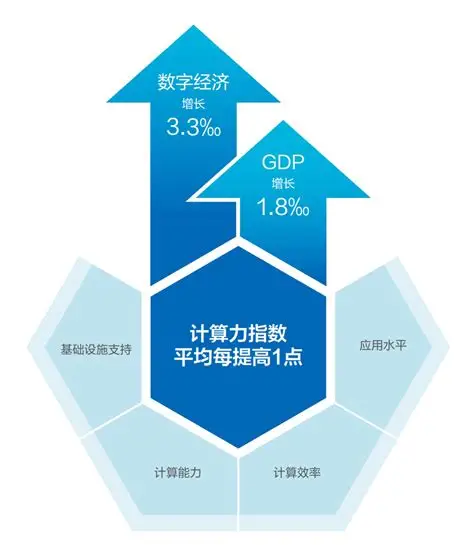 数字经济
增长
3.3‰
GDP
增长
1.8‰
计算力指数
平均每提高1点
基础设施支持
应用水平
计算能力
计算效率